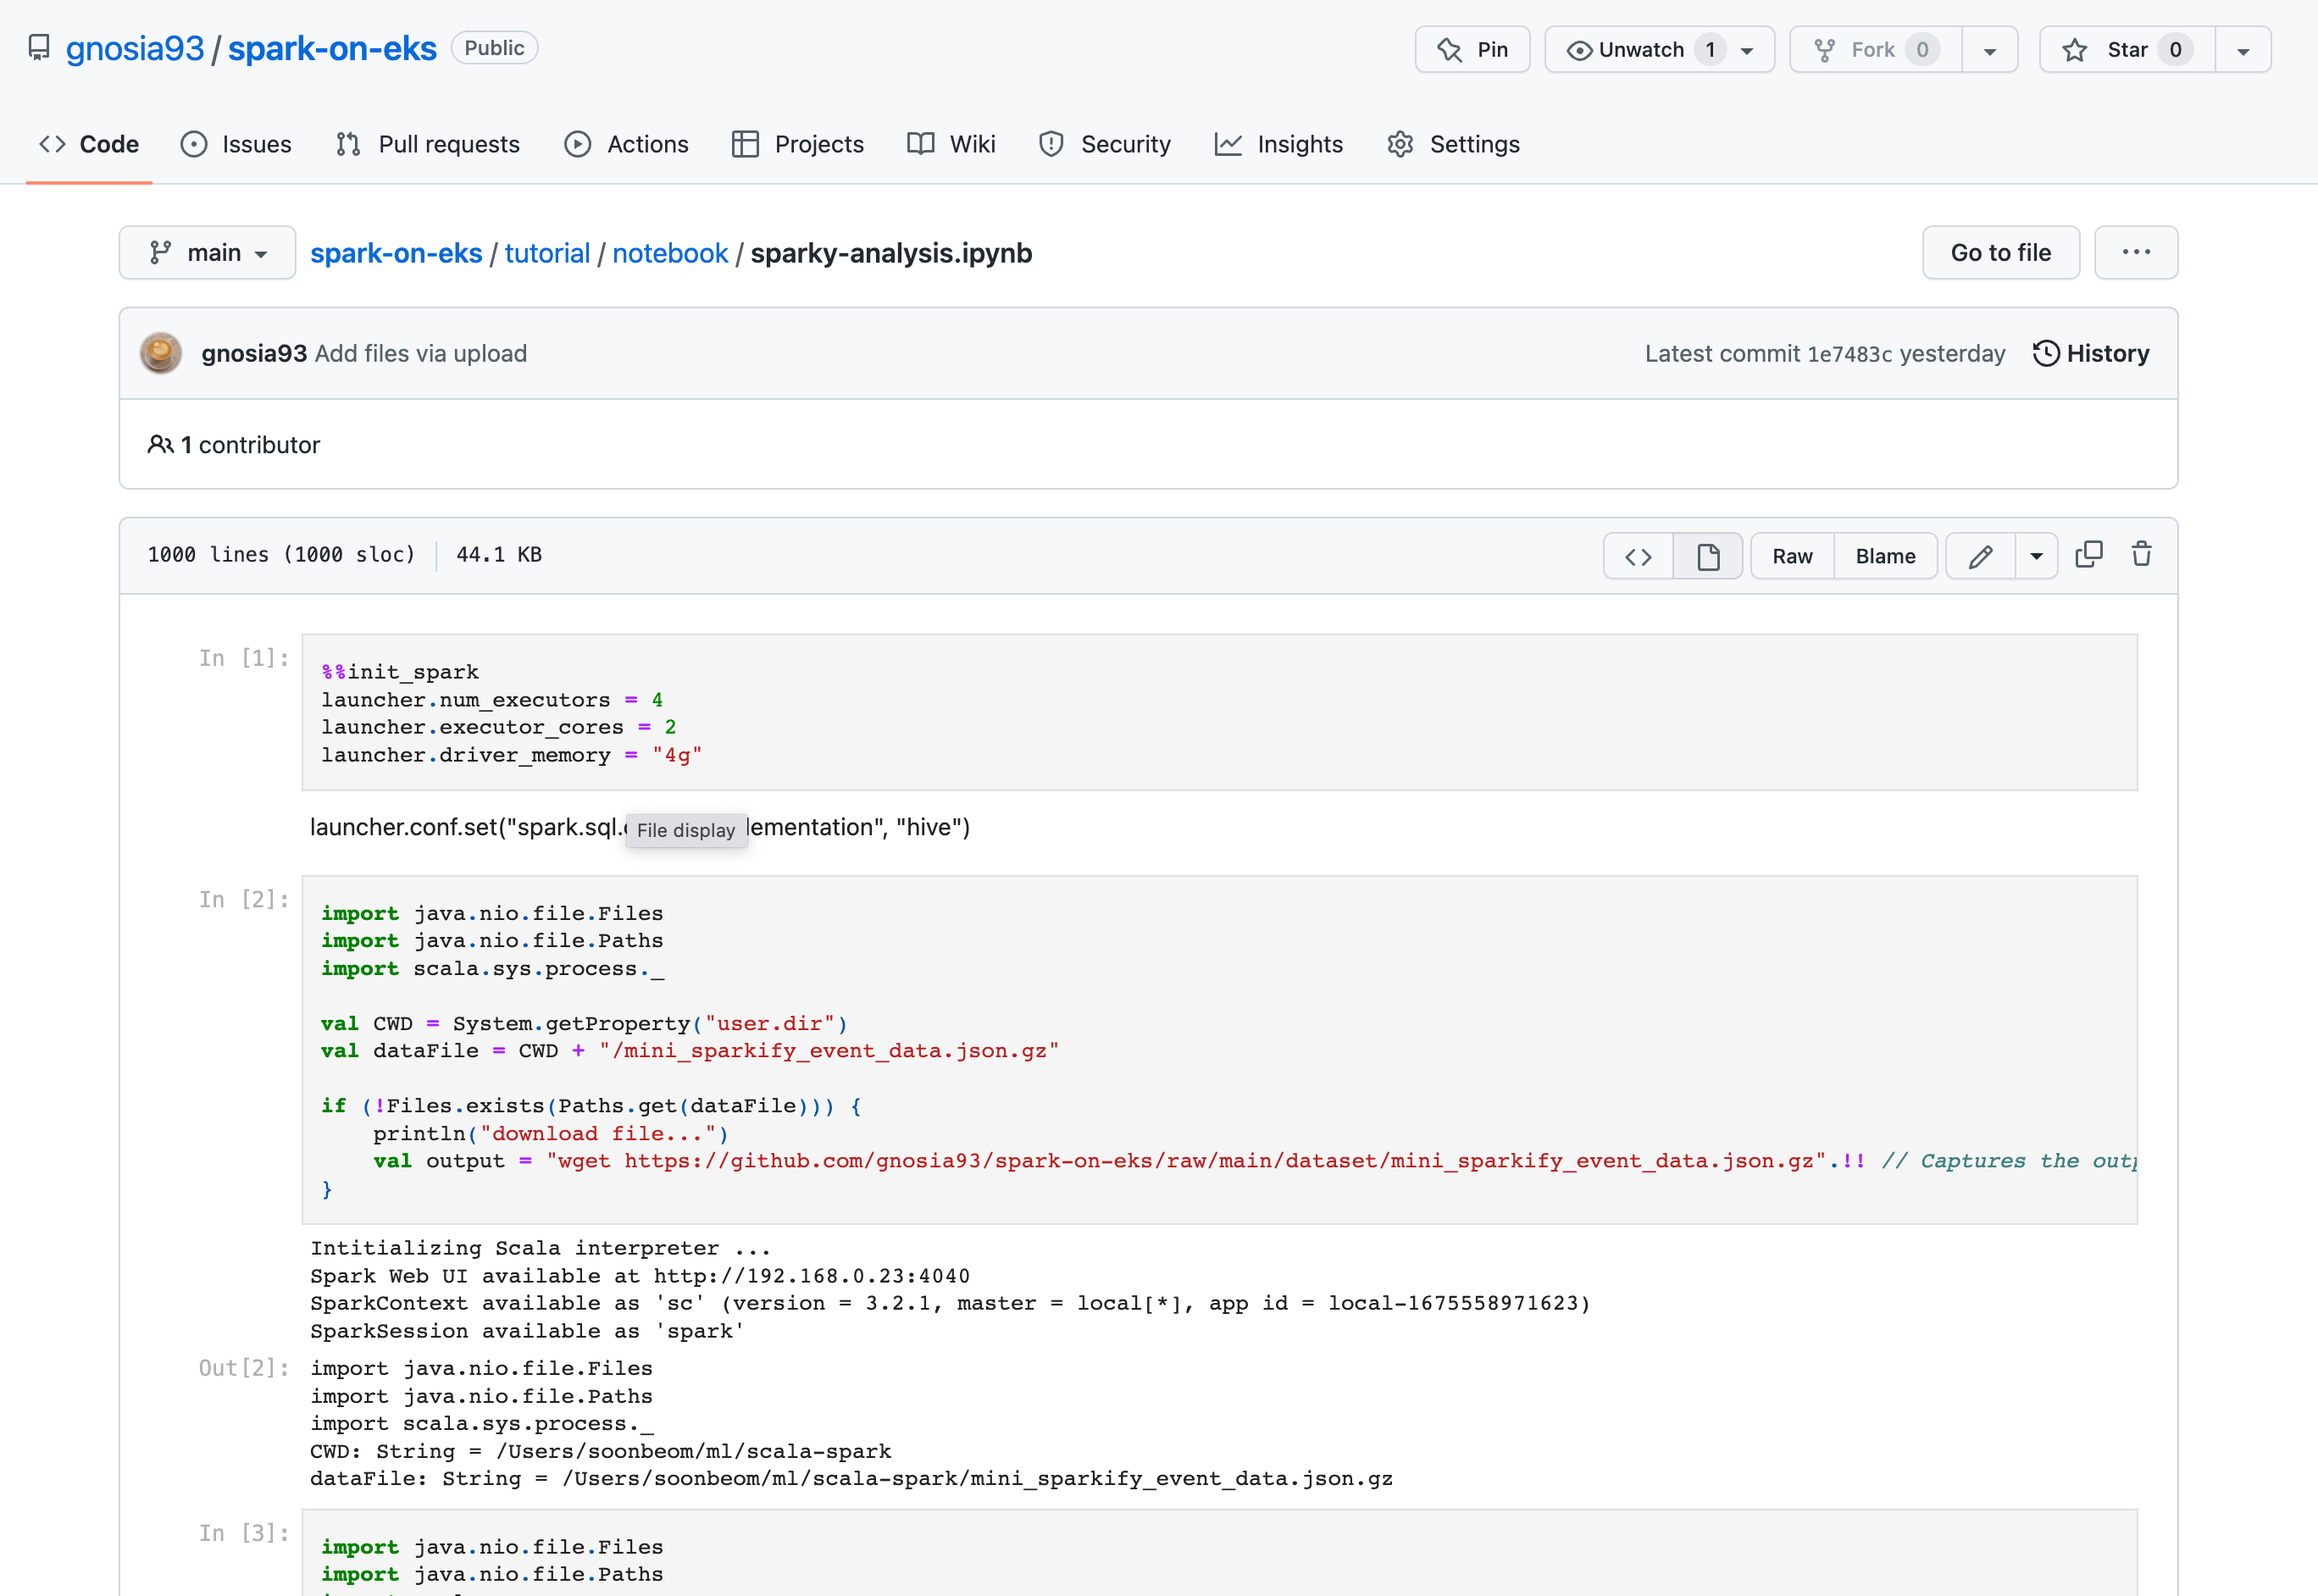 gnosia93 / spark-on-eks Public
Pin
Unwatch 1
Fork 0
Star 0
Code
Issues
Pull requests
Actions
Projects
Wiki
Security
Insights
Settings
main
spark-on-eks / tutorial / notebook / sparky-analysis.ipynb
Go to file
...
gnosia93 Add files via upload
Latest commit 1e7483c yesterday
History
1 contributor
1000 lines (1000 sloc) 44.1 KB
Raw
Blame
In [1]:
%%init_spark
launcher.num_executors = 4
launcher.executor_cores = 2
launcher.driver_memory = "4g"
launcher.conf.set("spark.sql. File display lementation", "hive")
In [2]:
import java.nio.file.Files
import java.nio.file.Paths
import scala.sys.process._
val CWD = System.getProperty("user.dir")
val dataFile = CWD + "/mini_sparkify_event_data.json.gz"
if (!Files.exists(Paths.get(dataFile))) {
println("download file...")
val output = "wget https://github.com/gnosia93/spark-on-eks/raw/main/dataset/mini_sparkify_event_data.json.gz".!! // Captures the outp
}
Intitializing Scala interpreter ...
Spark Web UI available at http://192.168.0.23:4040
SparkContext available as 'sc' (version = 3.2.1, master = local[*], app id = local-1675558971623)
SparkSession available as 'spark'
Out[2]:
import java.nio.file.Files
import java.nio.file.Paths
import scala.sys.process._
CWD: String = /Users/soonbeom/ml/scala-spark
dataFile: String = /Users/soonbeom/ml/scala-spark/mini_sparkify_event_data.json.gz
In [3]:
import java.nio.file.Files
import java.nio.file.Paths